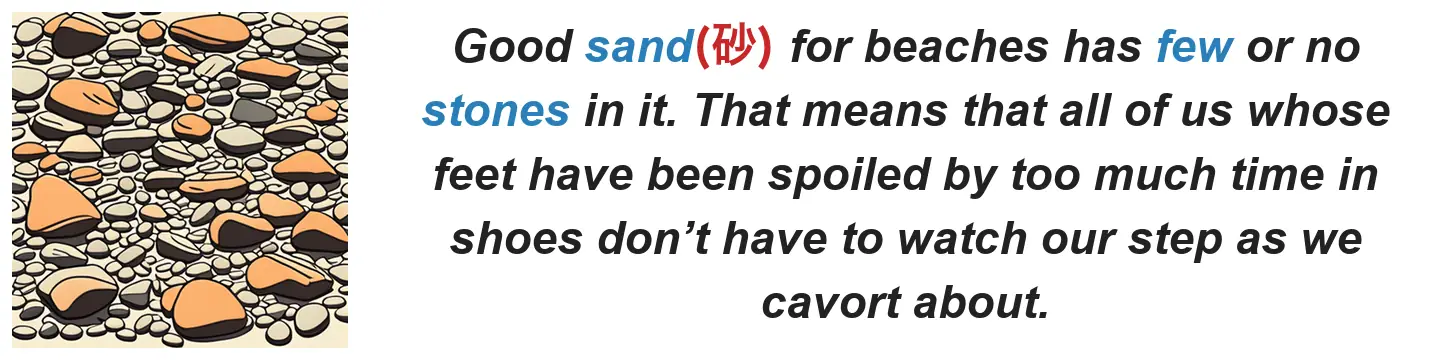 Good sand(砂) for beaches has few or no
stones in it. That means that all of us whose
feet have been spoiled by too much time in
shoes don’t have to watch our step as we
cavort about.